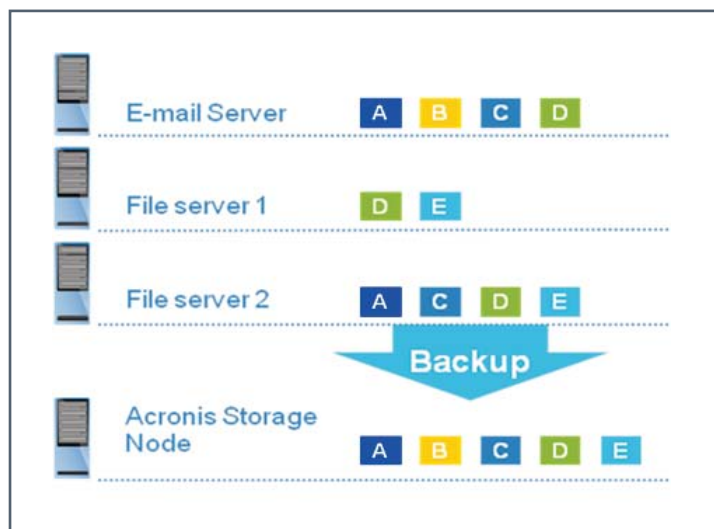 E-mail Server A B C D
File server 1 D E
File server 2 A C D E
Backup
Acronis Storage
Node A B C D E